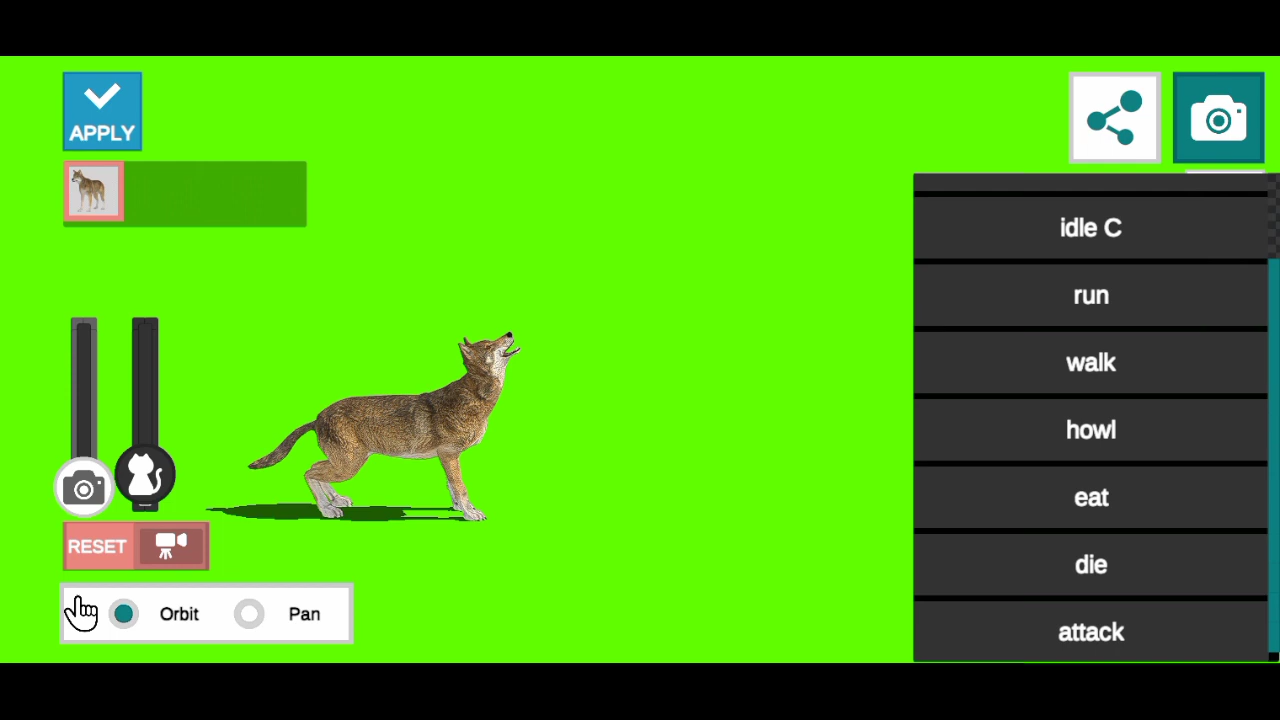 APPLY
idle C
run
walk
howl
eat
die
attack
RESET
Orbit
Pan